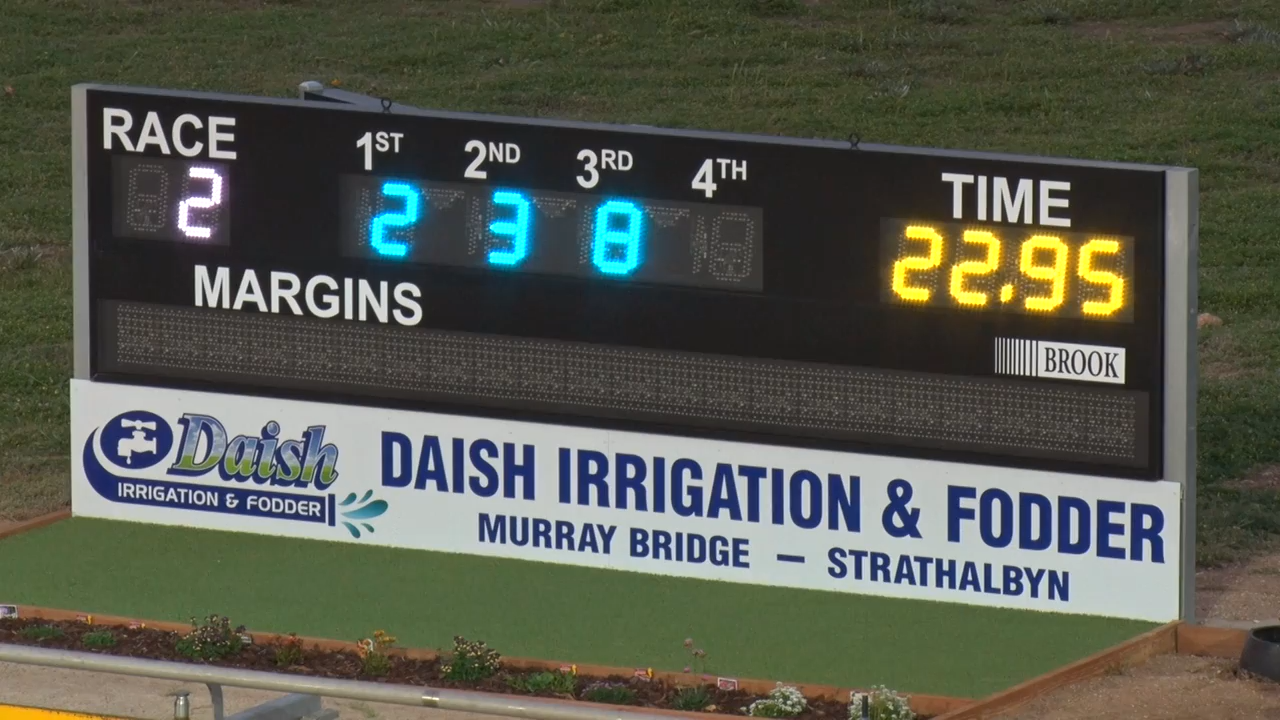 RACE 1ST 2ND 3RD 4TH TIME
2 2 3 8 22.95
MARGINS
BROOK
Daish
IRRIGATION & FODDER
DAISH IRRIGATION & FODDER
MURRAY BRIDGE — STRATHALBYN